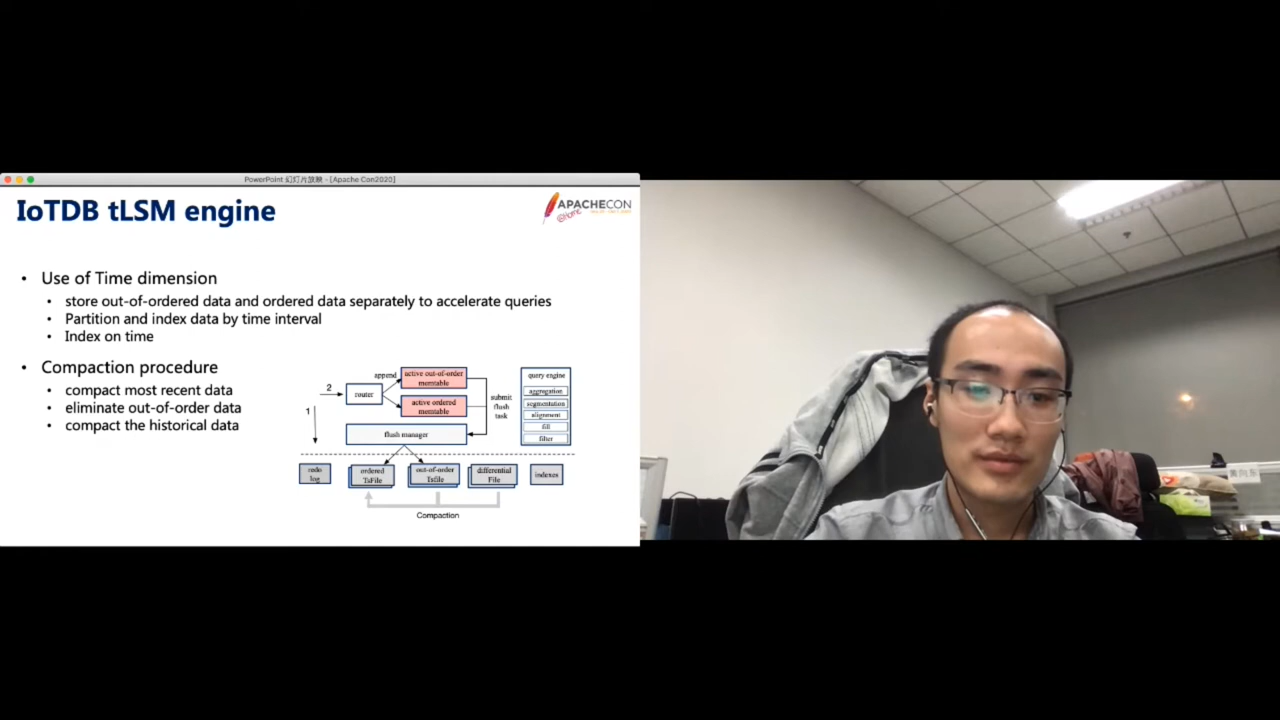 PowerPoint 幻灯片放映 - [Apache Con2020]
IoTDB tLSM engine
APACHECON
@Home
• Use of Time dimension
• store out-of-ordered data and ordered data separately to accelerate queries
• Partition and index data by time interval
• Index on time
• Compaction procedure
• compact most recent data
• eliminate out-of-order data
• compact the historical data
2
1
router
append
active out-of-order
memtable
active ordered
memtable
submit
flush
task
flush manager
query engine
aggregation
segmentation
alignment
fill
filter
redo
log
ordered
TsFile
out-of-order
Tsfile
differential
File
indexes
Compaction
黄向东